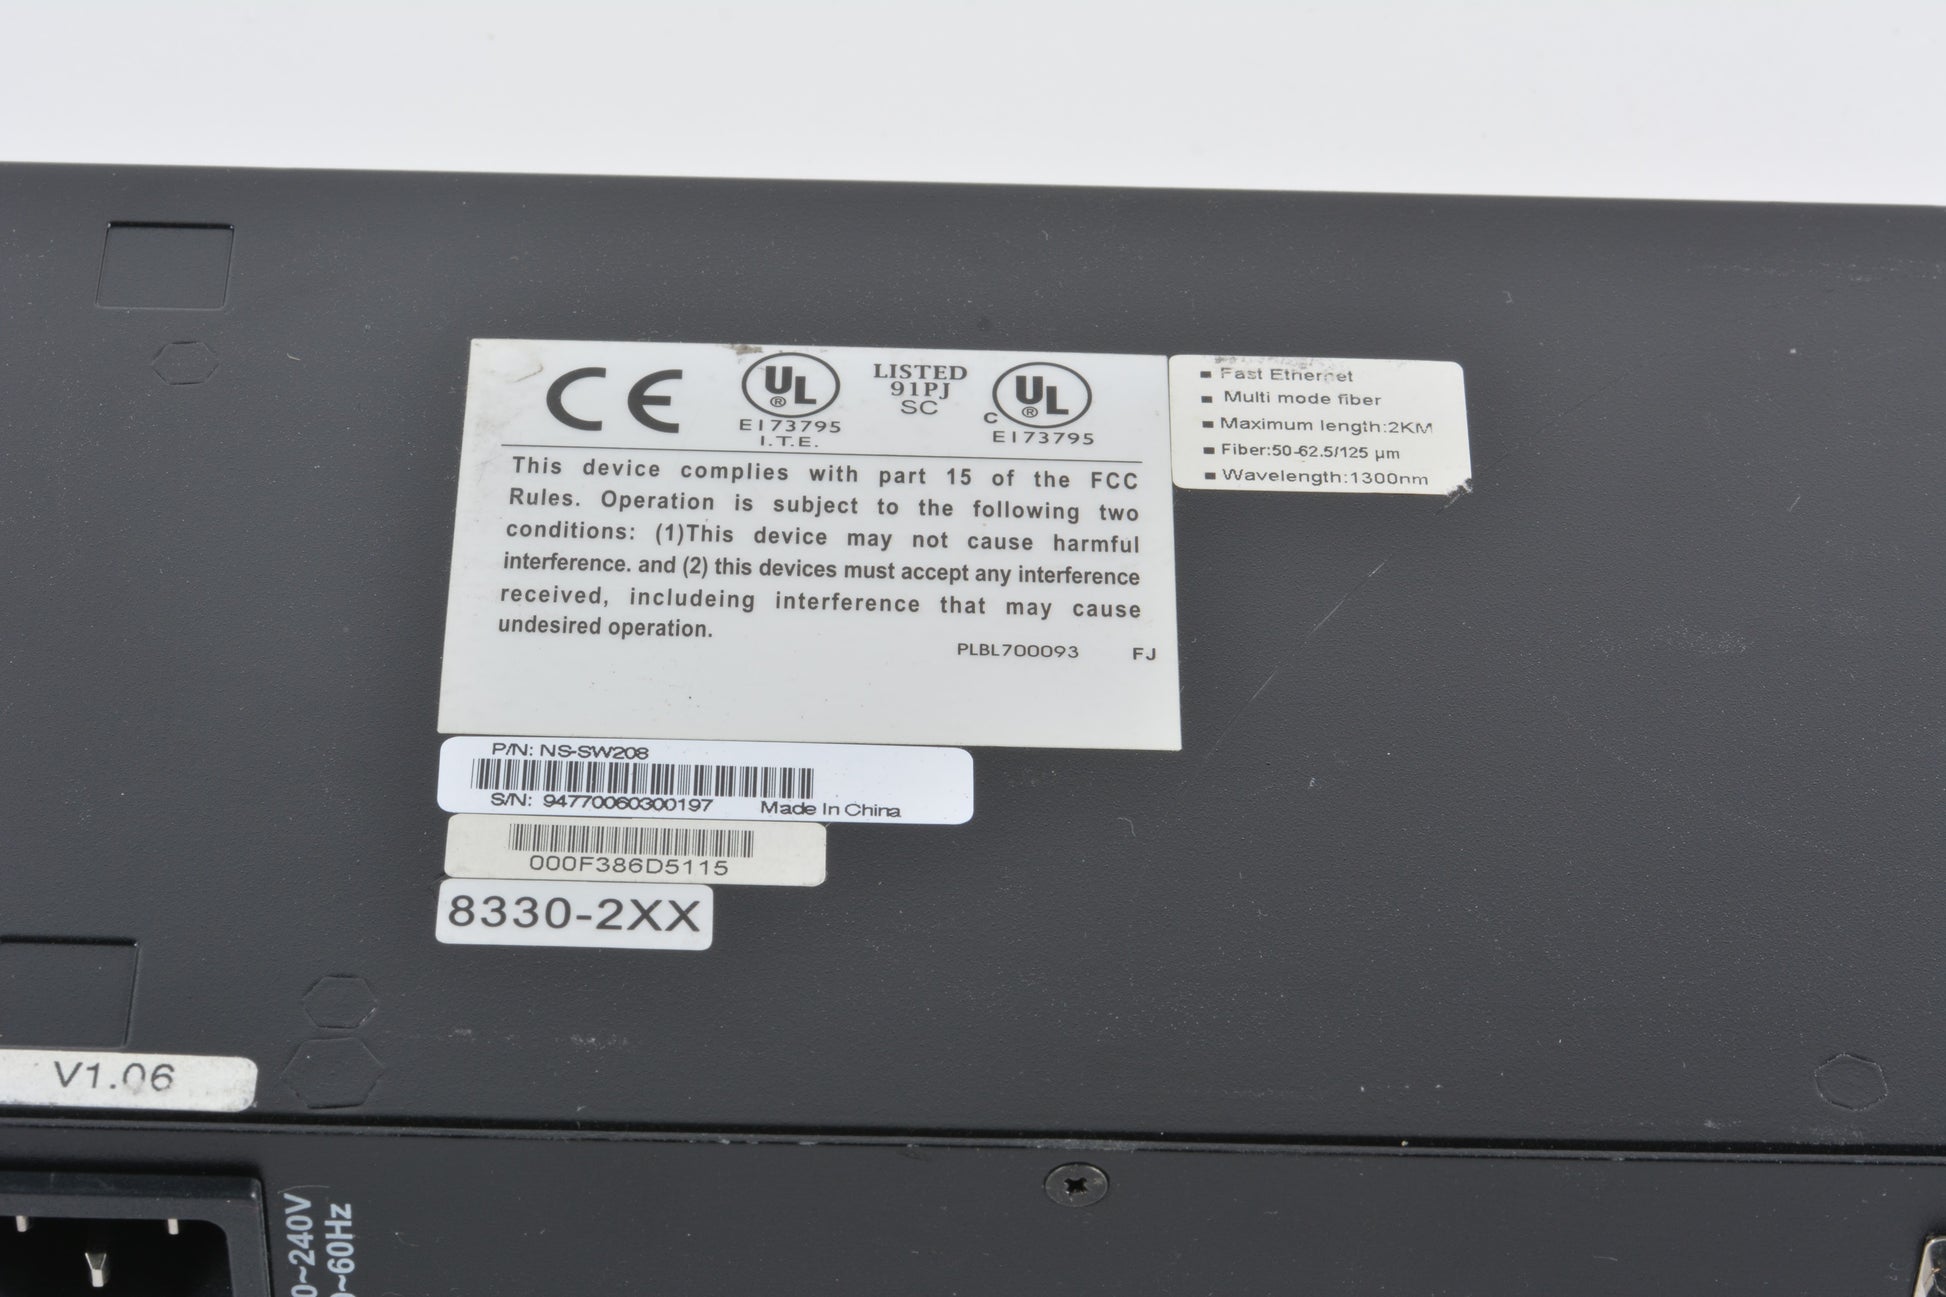 CE
UL
®
E173795
I.T.E.
LISTED
91PJ
SC
C
UL
®
E173795
This device complies with part 15 of the FCC
Rules. Operation is subject to the following two
conditions: (1)This device may not cause harmful
interference. and (2) this devices must accept any interference
received, includeing interference that may cause
undesired operation.
PLBL700093 FJ
▪ Fast Ethernet
▪ Multi mode fiber
▪ Maximum length:2KM
▪ Fiber:50-62.5/125 µm
▪ Wavelength:1300nm
P/N: NS-SW208
S/N: 94770060300197 Made In China
000F386D5115
8330-2XX
V1.06
0~240V
~60Hz